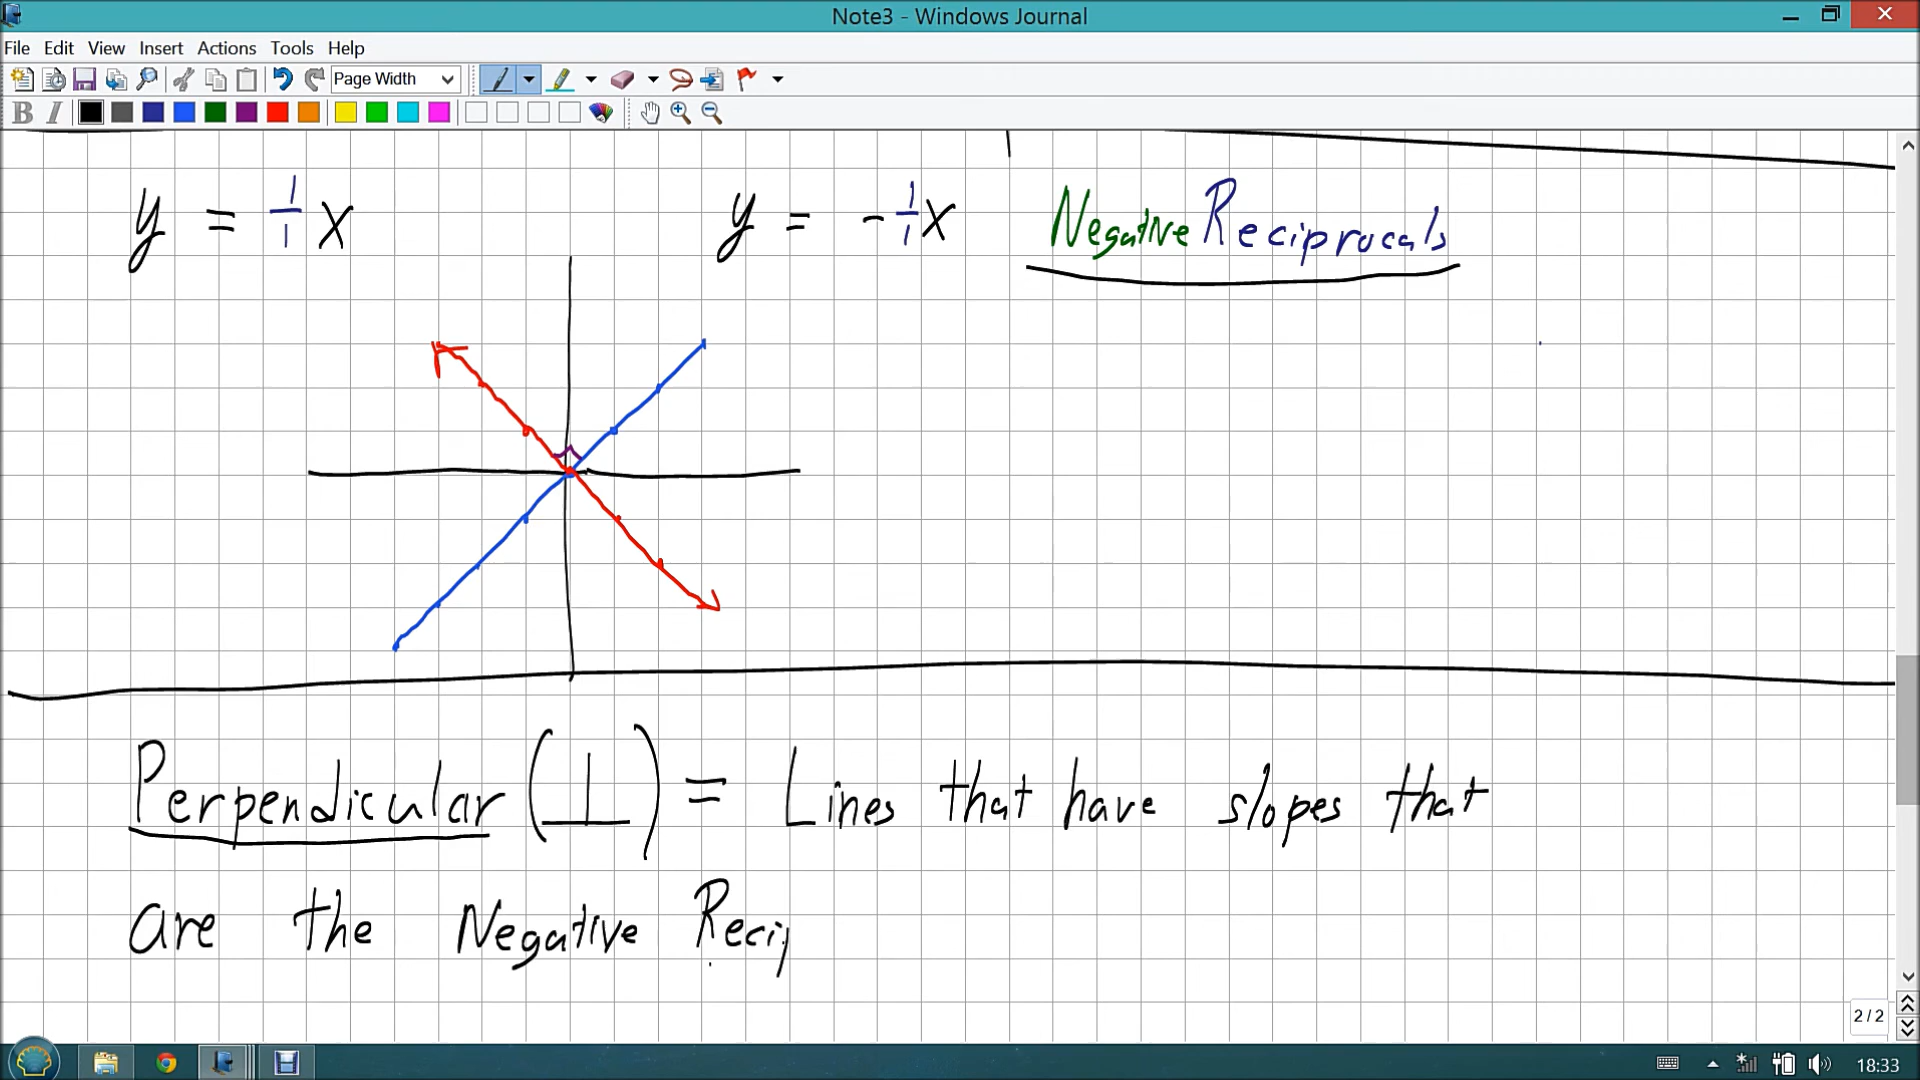 Note3 - Windows Journal
File Edit View Insert Actions Tools Help
Page Width
B I
y = 1/1 x
y = - 1/1 x
Negative Reciprocals
Perpendicular (⊥) = Lines that have slopes that
are the Negative Recip
2 / 2
18:33